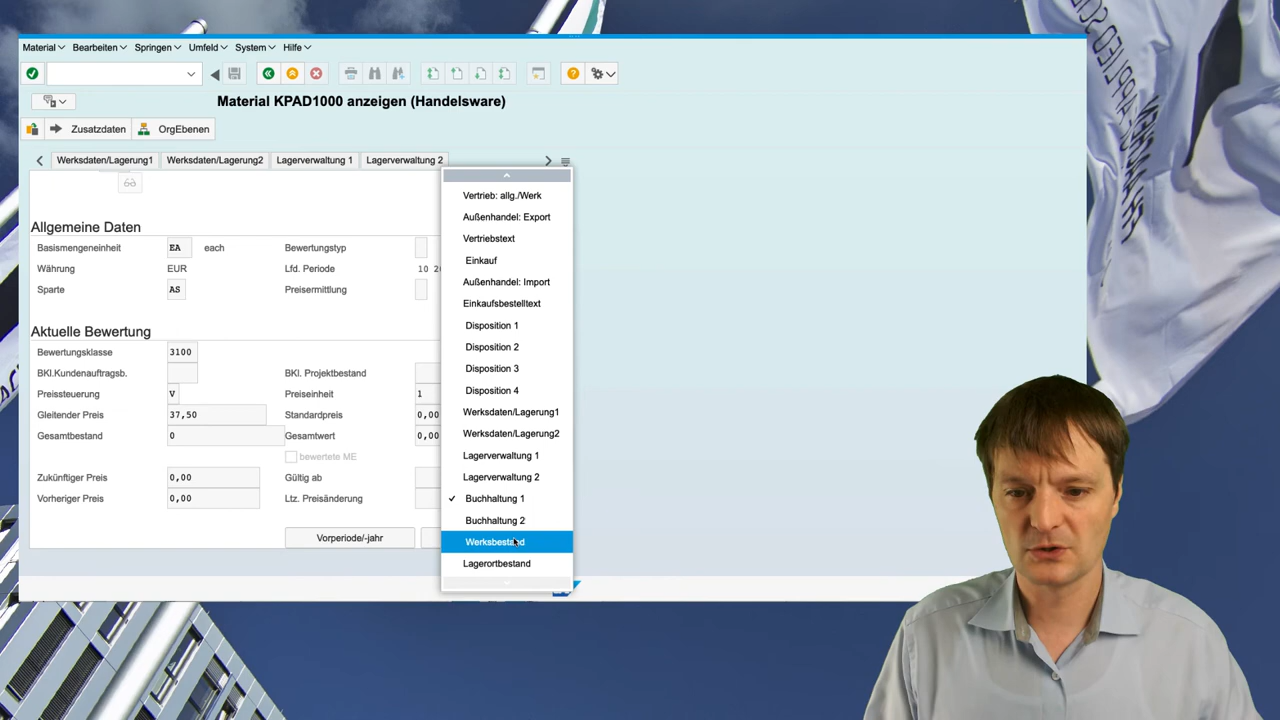 Material Bearbeiten Springen Umfeld System Hilfe
Material KPAD1000 anzeigen (Handelsware)
Zusatzdaten OrgEbenen
Werksdaten/Lagerung1 Werksdaten/Lagerung2 Lagerverwaltung 1 Lagerverwaltung 2
Allgemeine Daten
Basismengeneinheit EA each Bewertungstyp
Währung EUR Lfd. Periode 10
Sparte AS Preisermittlung
Aktuelle Bewertung
Bewertungsklasse 3100
BKl.Kundenauftragsb. BKl. Projektbestand
Preissteuerung V Preiseinheit 1
Gleitender Preis 37,50 Standardpreis 0,00
Gesamtbestand 0 Gesamtwert 0,00
bewertete ME
Zukünftiger Preis 0,00 Gültig ab
Vorheriger Preis 0,00 Ltz. Preisänderung
Vorperiode/-jahr
Vertrieb: allg./Werk
Außenhandel: Export
Vertriebstext
Einkauf
Außenhandel: Import
Einkaufsbestelltext
Disposition 1
Disposition 2
Disposition 3
Disposition 4
Werksdaten/Lagerung1
Werksdaten/Lagerung2
Lagerverwaltung 1
Lagerverwaltung 2
Buchhaltung 1
Buchhaltung 2
Werksbestand
Lagerortbestand